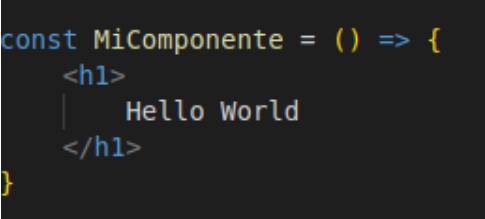 const MiComponente = () => {
    <h1>
        Hello World
    </h1>
}